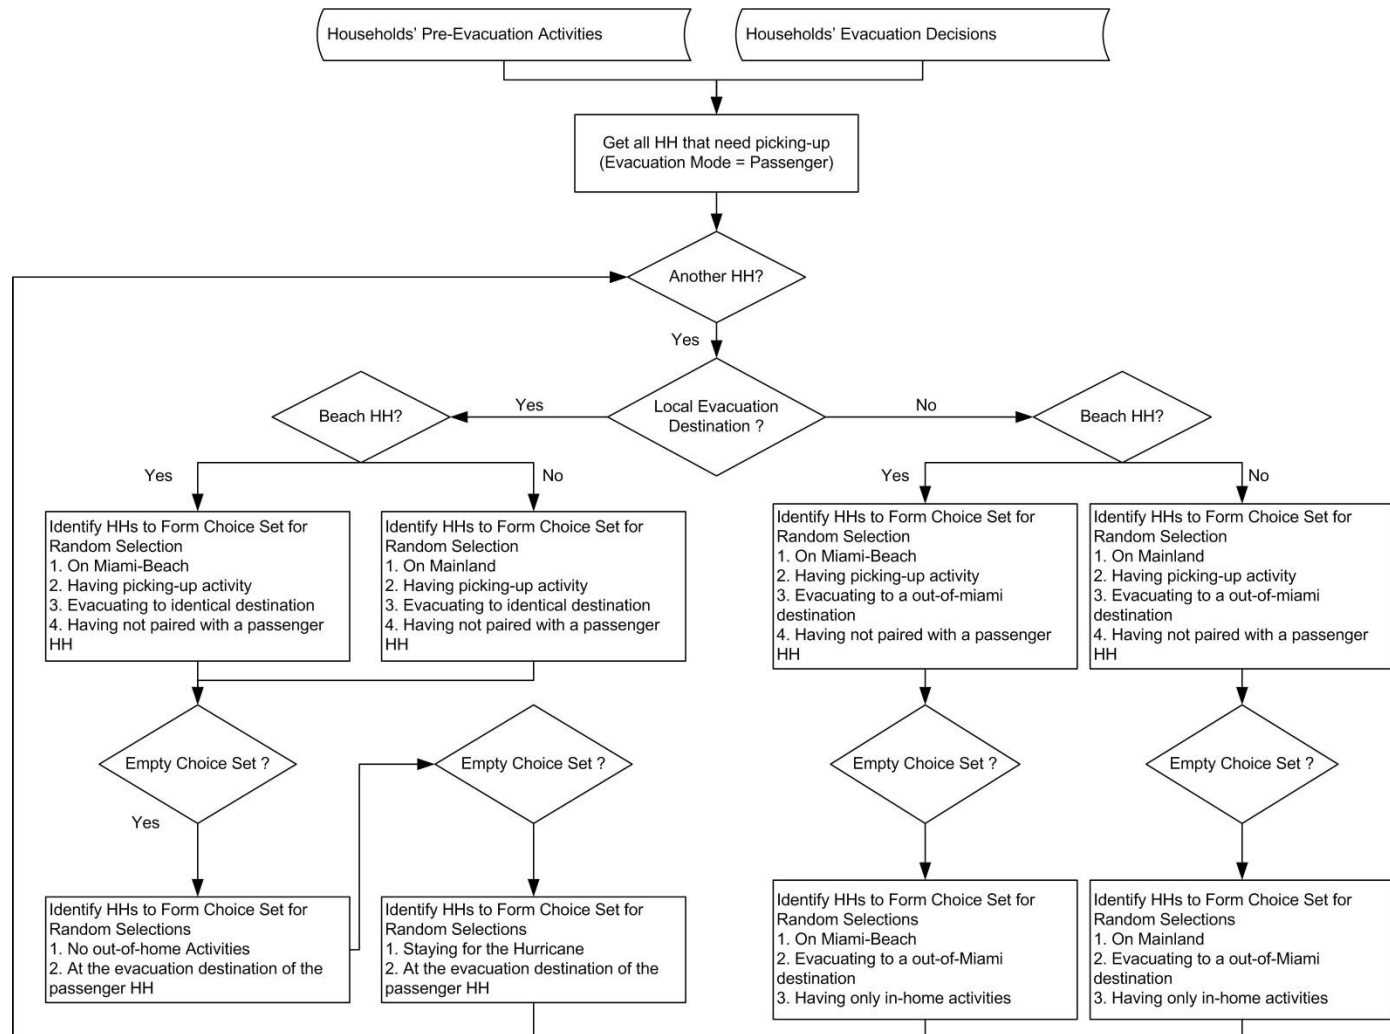 Households' Pre-Evacuation Activities
Households' Evacuation Decisions
Get all HH that need picking-up
(Evacuation Mode = Passenger)
Another HH?
Yes
Local Evacuation
Destination ?
Yes
No
Beach HH?
Beach HH?
Yes
No
Yes
No
Identify HHs to Form Choice Set for
Random Selection
1. On Miami-Beach
2. Having picking-up activity
3. Evacuating to identical destination
4. Having not paired with a passenger
HH
Identify HHs to Form Choice Set for
Random Selection
1. On Mainland
2. Having picking-up activity
3. Evacuating to identical destination
4. Having not paired with a passenger
HH
Identify HHs to Form Choice Set for
Random Selection
1. On Miami-Beach
2. Having picking-up activity
3. Evacuating to a out-of-miami
destination
4. Having not paired with a passenger
HH
Identify HHs to Form Choice Set for
Random Selection
1. On Mainland
2. Having picking-up activity
3. Evacuating to a out-of-miami
destination
4. Having not paired with a passenger
HH
Empty Choice Set ?
Empty Choice Set ?
Empty Choice Set ?
Empty Choice Set ?
Yes
Identify HHs to Form Choice Set for
Random Selections
1. No out-of-home Activities
2. At the evacuation destination of the
passenger HH
Identify HHs to Form Choice Set for
Random Selections
1. Staying for the Hurricane
2. At the evacuation destination of the
passenger HH
Identify HHs to Form Choice Set for
Random Selections
1. On Miami-Beach
2. Evacuating to a out-of-Miami
destination
3. Having only in-home activities
Identify HHs to Form Choice Set for
Random Selections
1. On Mainland
2. Evacuating to a out-of-Miami
destination
3. Having only in-home activities